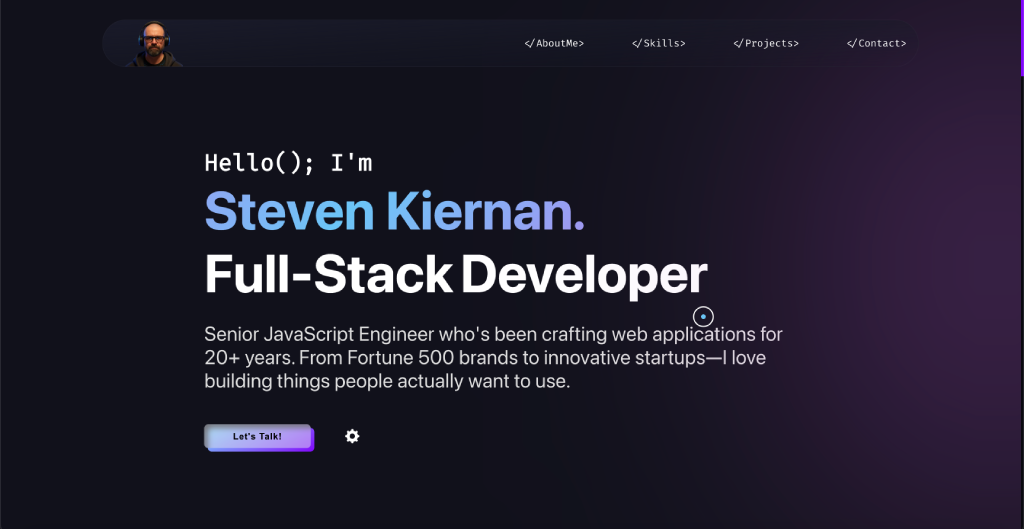 </AboutMe>
</Skills>
</Projects>
</Contact>
Hello(); I'm
Steven Kiernan.
Full-Stack Developer
Senior JavaScript Engineer who's been crafting web applications for
20+ years. From Fortune 500 brands to innovative startups—I love
building things people actually want to use.
Let's Talk!